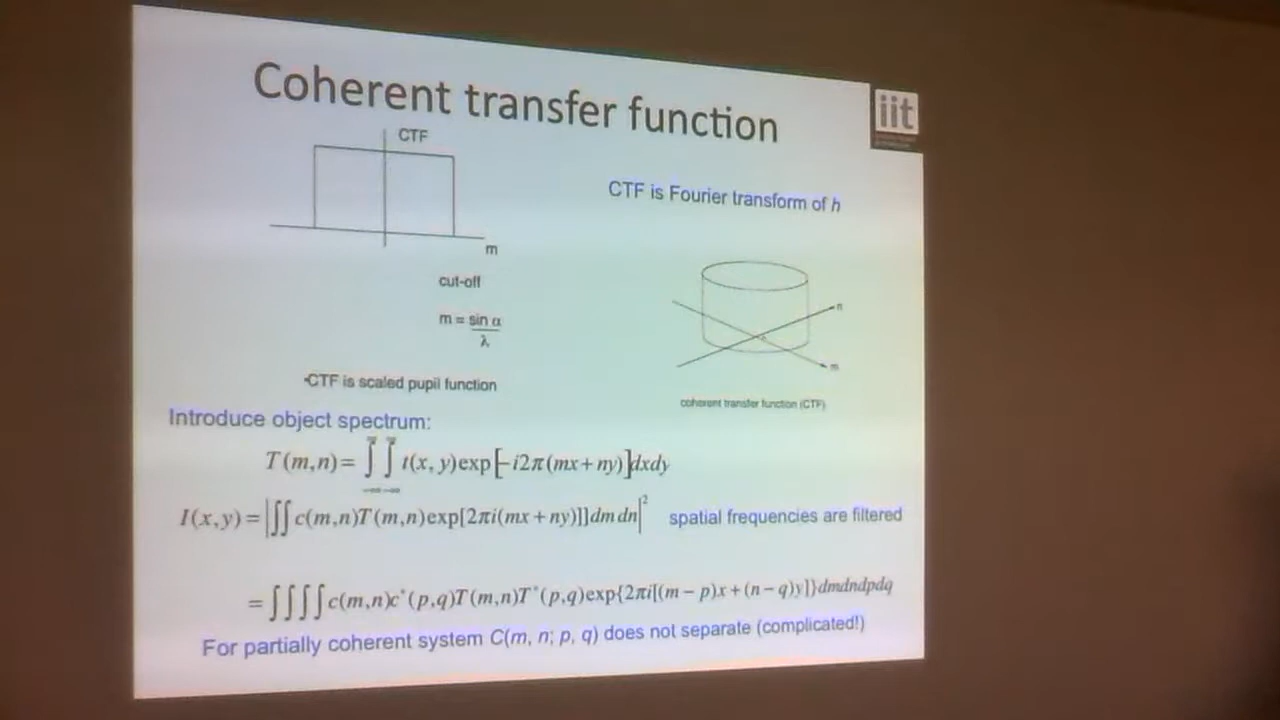 Coherent transfer function
iit
CTF
CTF is Fourier transform of h
m
cut-off
m = sin α / λ
n
m
•CTF is scaled pupil function
coherent transfer function (CTF)
Introduce object spectrum:
T(m,n)= ∫∫ t(x, y)exp[−i2π(mx+ny)]dxdy
−∞ −∞
I(x,y)=|∫∫c(m,n)T(m,n)exp[2πi(mx+ny)]]dm dn|² spatial frequencies are filtered
=∫∫∫∫c(m,n)c*(p,q)T(m,n)T*(p,q)exp{2πi[(m−p)x+(n−q)y]}dmdndpdq
For partially coherent system C(m, n; p, q) does not separate (complicated!)